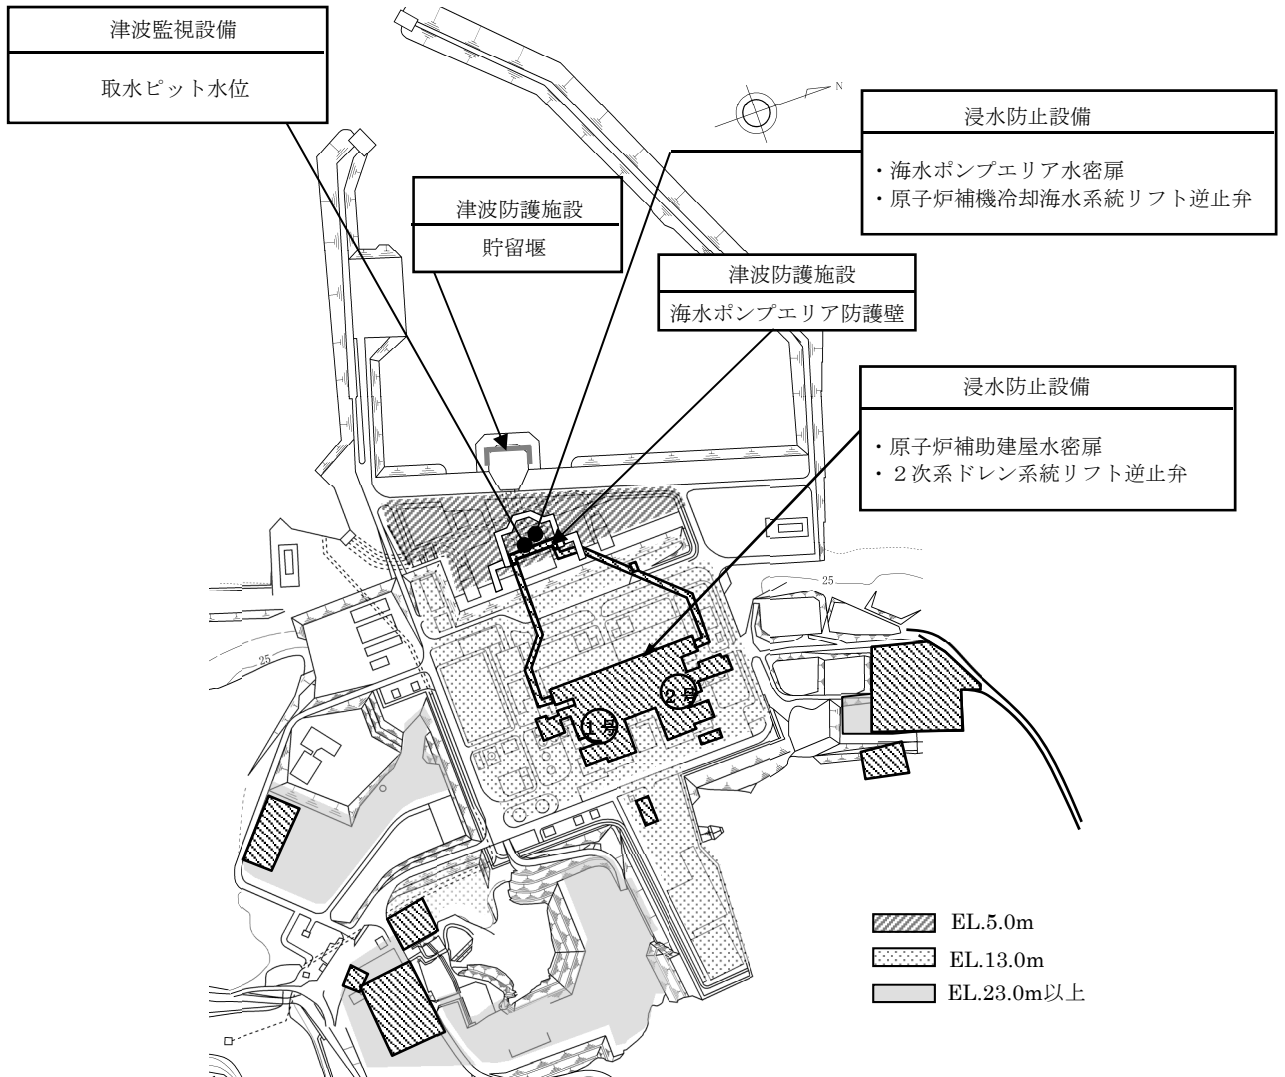 津波監視設備
取水ピット水位
N
浸水防止設備
・海水ポンプエリア水密扉
・原子炉補機冷却海水系統リフト逆止弁
津波防護施設
貯留堰
津波防護施設
海水ポンプエリア防護壁
浸水防止設備
・原子炉補助建屋水密扉
・２次系ドレン系統リフト逆止弁
25
25
２号
１号
EL.5.0m
EL.13.0m
EL.23.0m以上